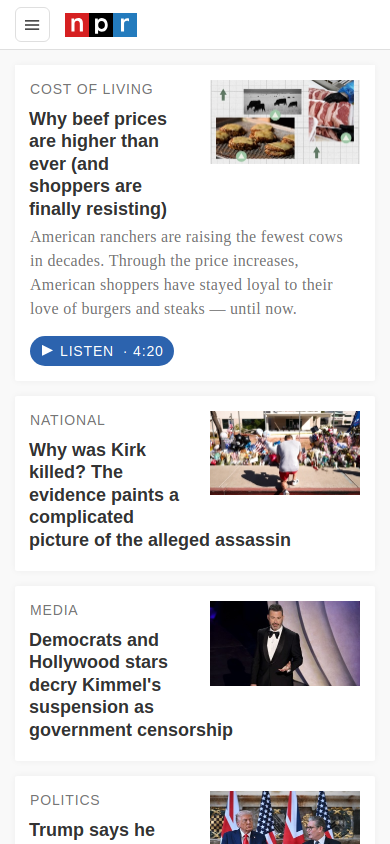 npr
COST OF LIVING
Why beef prices
are higher than
ever (and
shoppers are
finally resisting)
American ranchers are raising the fewest cows
in decades. Through the price increases,
American shoppers have stayed loyal to their
love of burgers and steaks — until now.
LISTEN · 4:20
NATIONAL
Why was Kirk
killed? The
evidence paints a
complicated
picture of the alleged assassin
MEDIA
Democrats and
Hollywood stars
decry Kimmel's
suspension as
government censorship
POLITICS
Trump says he